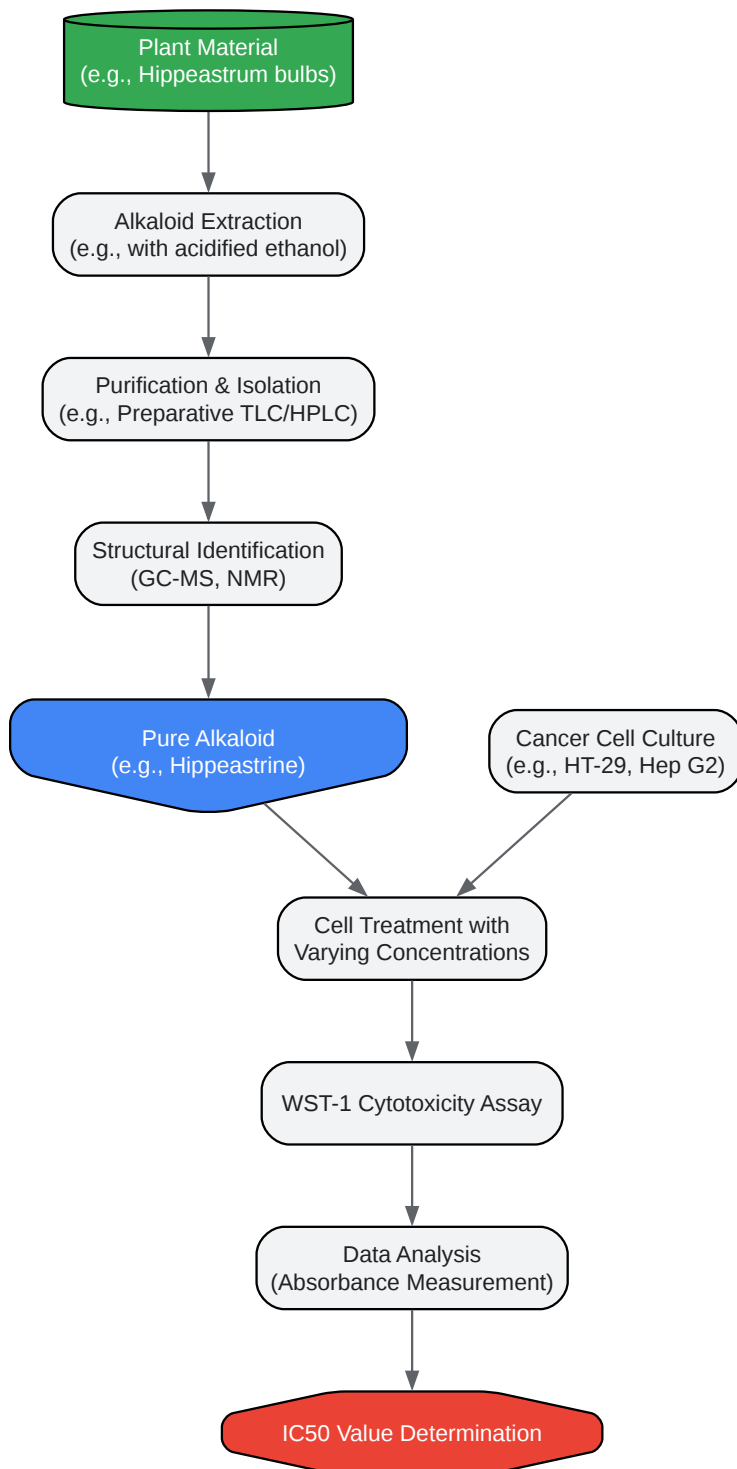 Plant Material
(e.g., Hippeastrum bulbs)
Alkaloid Extraction
(e.g., with acidified ethanol)
Purification & Isolation
(e.g., Preparative TLC/HPLC)
Structural Identification
(GC-MS, NMR)
Pure Alkaloid
(e.g., Hippeastrine)
Cancer Cell Culture
(e.g., HT-29, Hep G2)
Cell Treatment with
Varying Concentrations
WST-1 Cytotoxicity Assay
Data Analysis
(Absorbance Measurement)
IC50 Value Determination